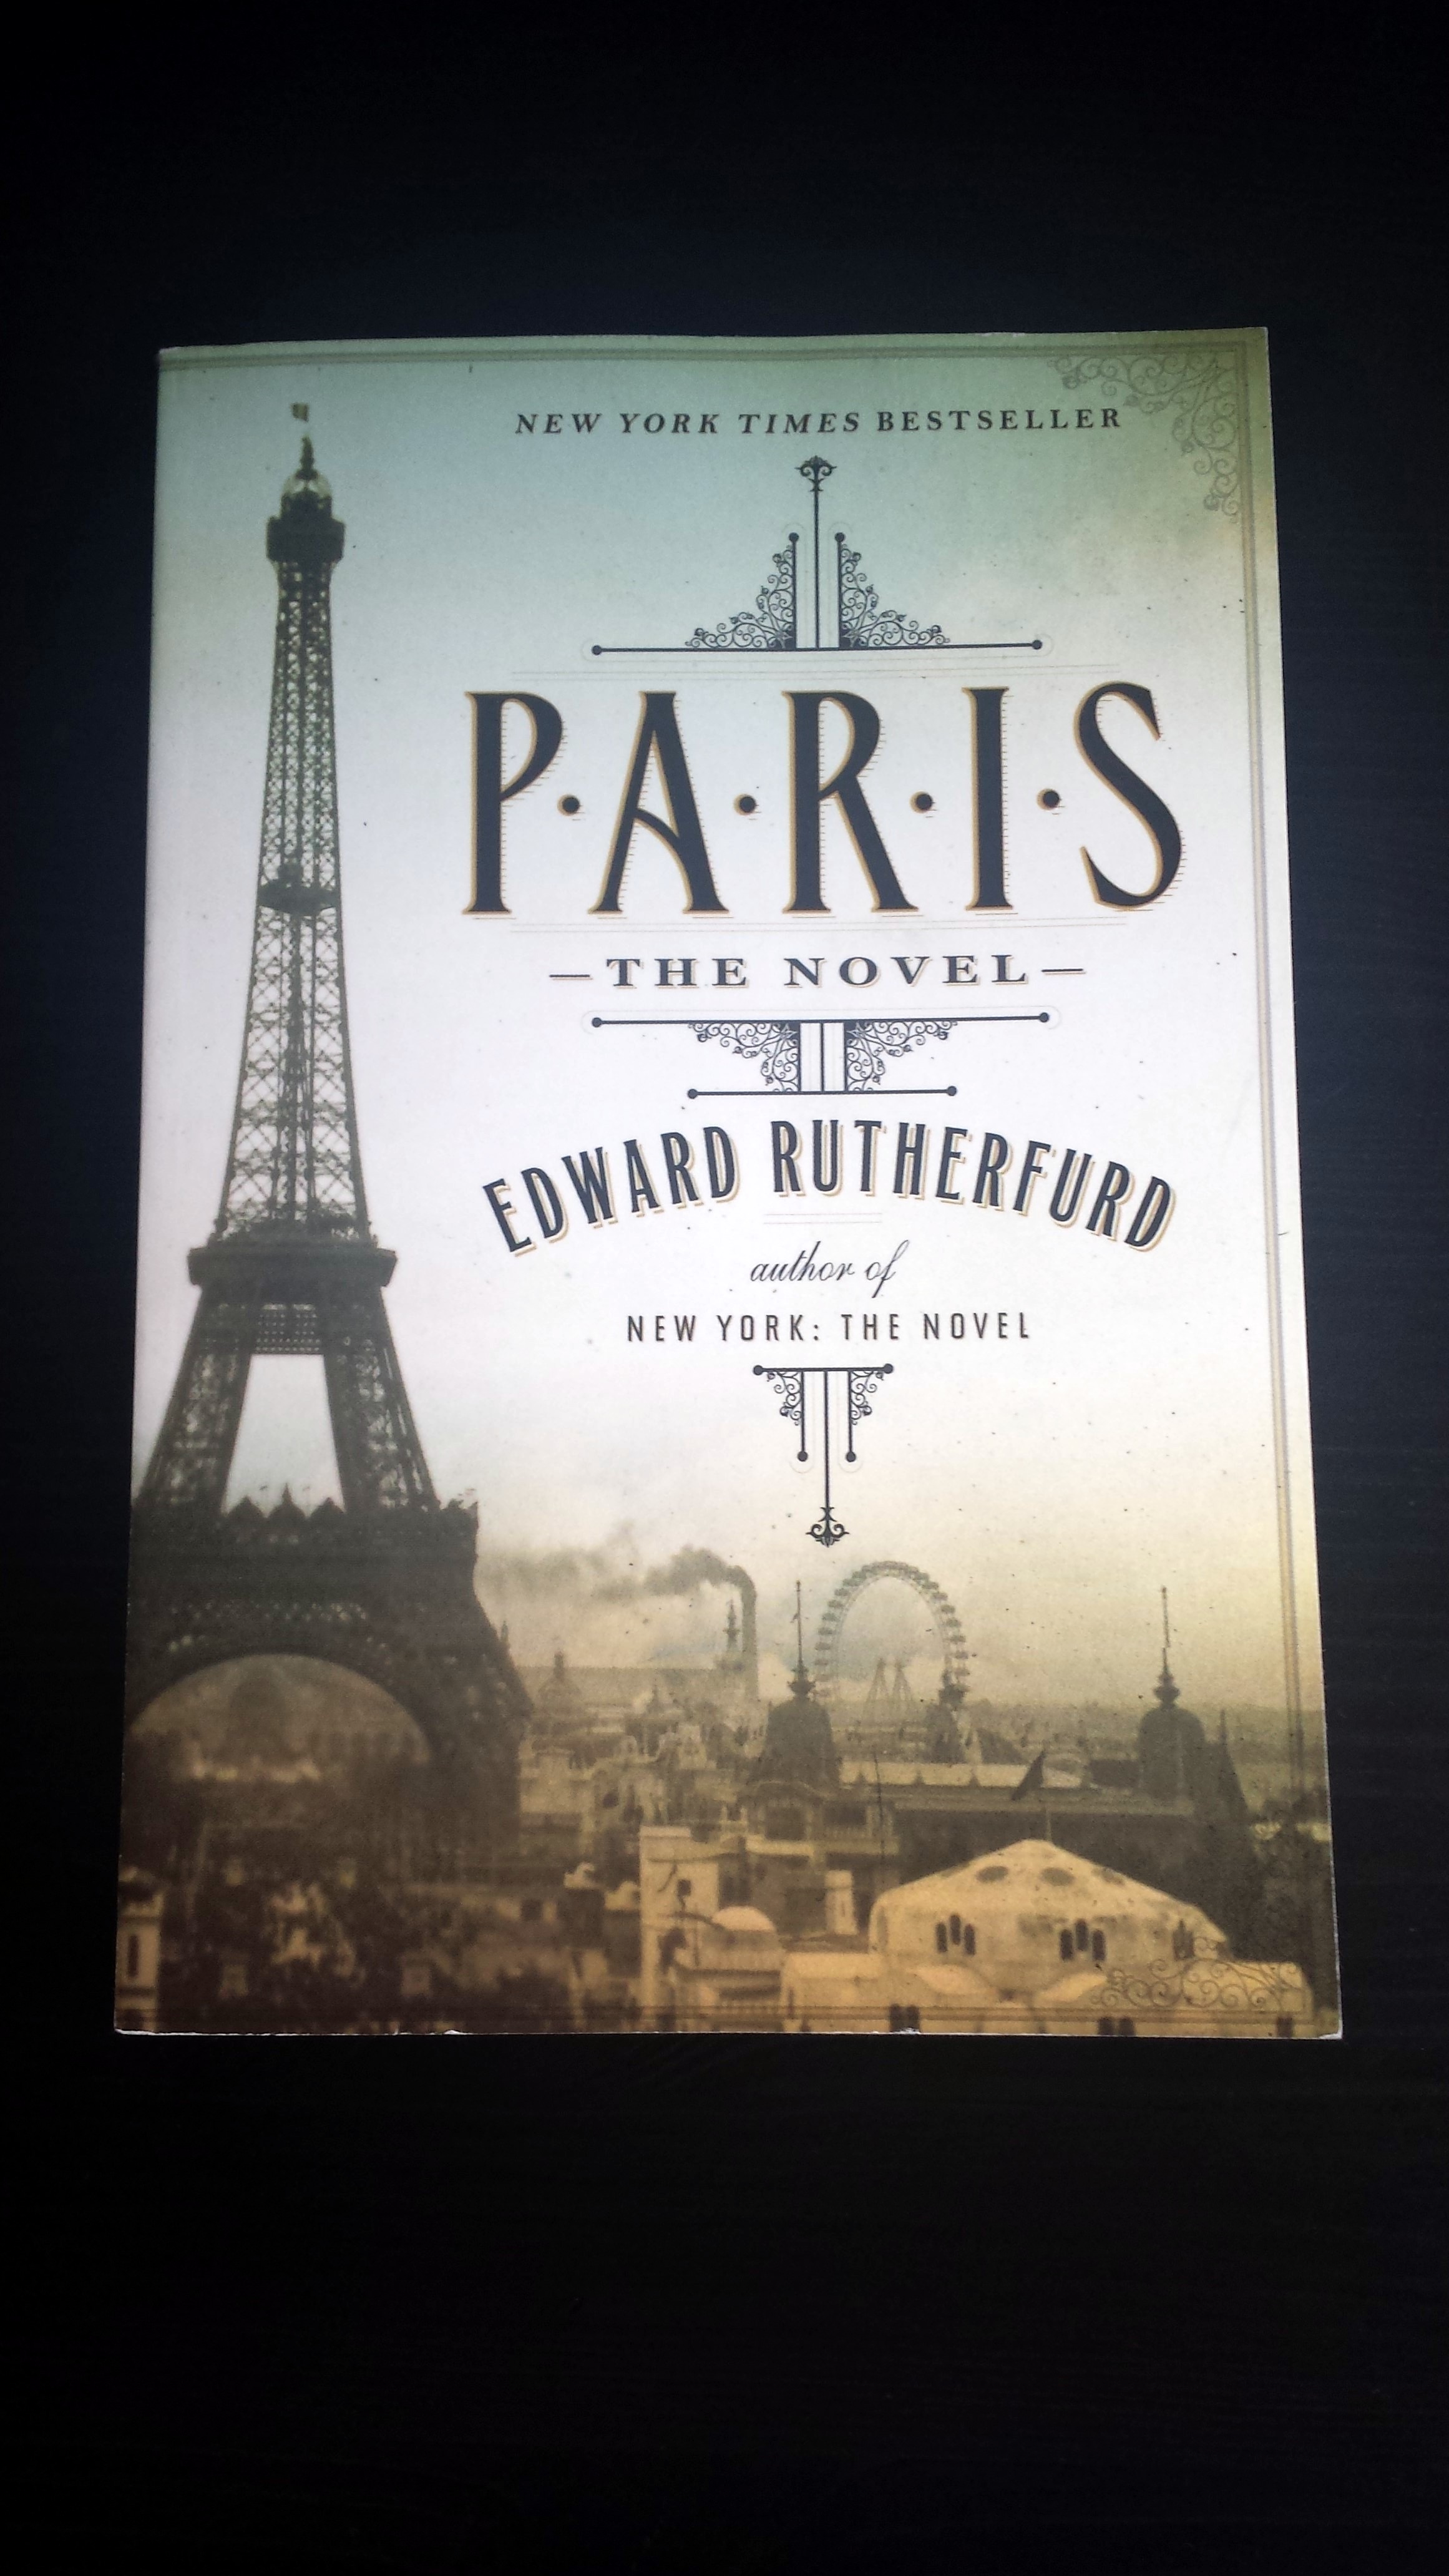 NEW YORK TIMES BESTSELLER
P·A·R·I·S
—THE NOVEL—
EDWARD RUTHERFURD
author of
NEW YORK: THE NOVEL